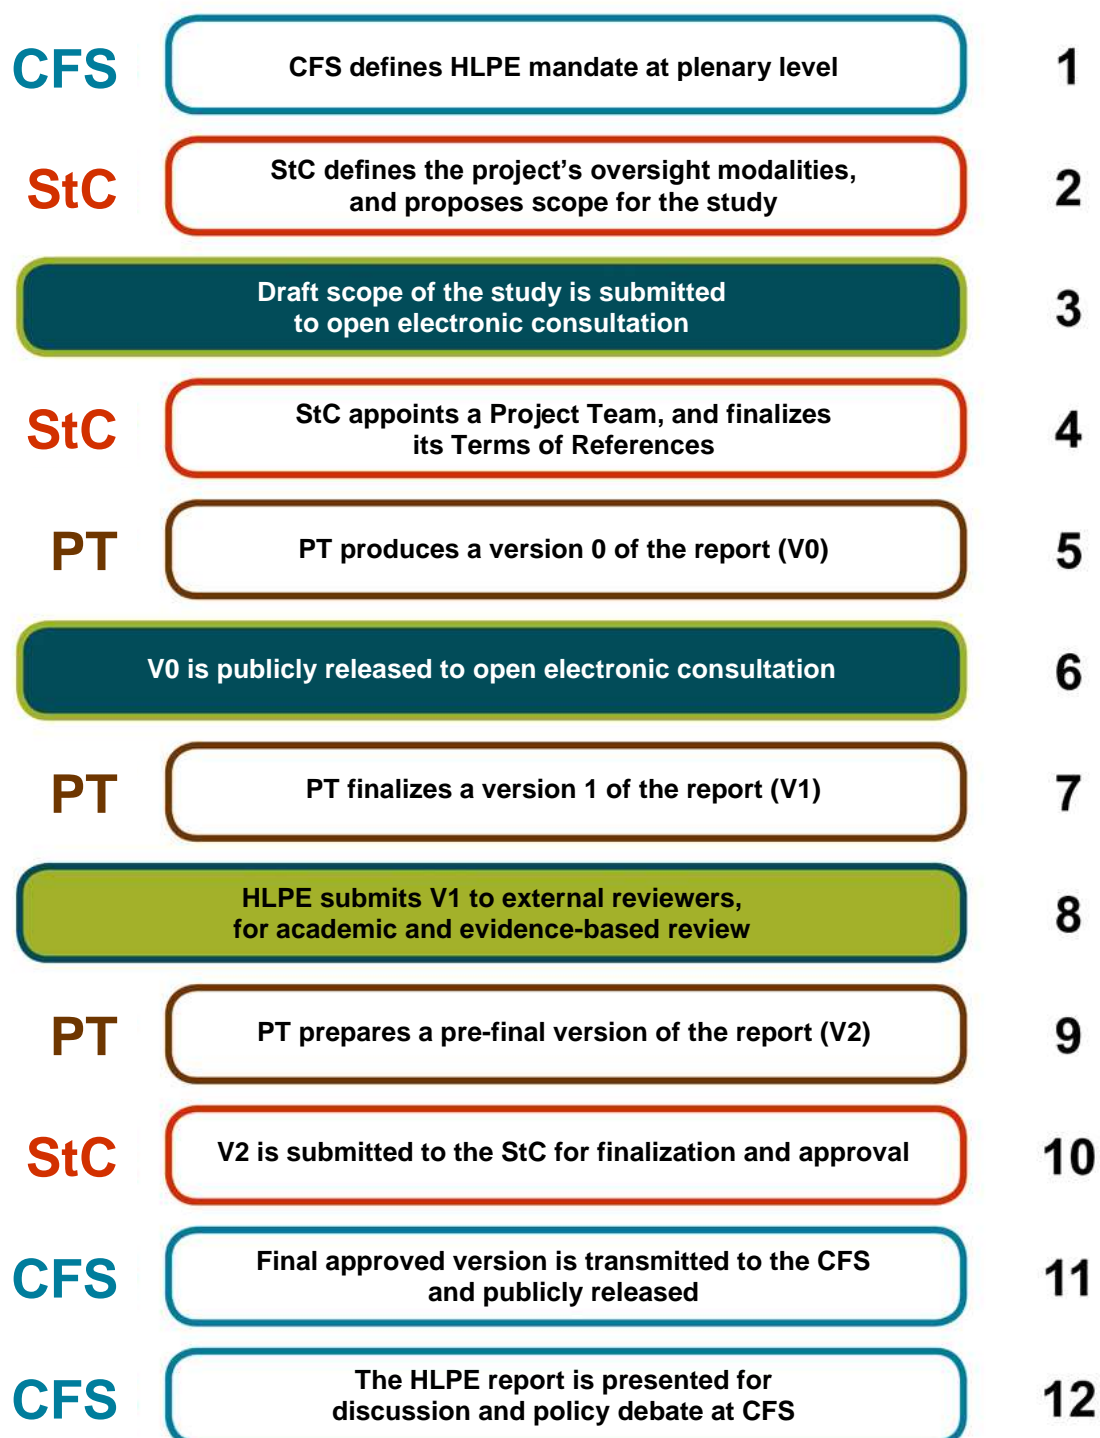 CFS
CFS defines HLPE mandate at plenary level
1
StC
StC defines the project’s oversight modalities,
and proposes scope for the study
2
Draft scope of the study is submitted
to open electronic consultation
3
StC
StC appoints a Project Team, and finalizes
its Terms of References
4
PT
PT produces a version 0 of the report (V0)
5
V0 is publicly released to open electronic consultation
6
PT
PT finalizes a version 1 of the report (V1)
7
HLPE submits V1 to external reviewers,
for academic and evidence-based review
8
PT
PT prepares a pre-final version of the report (V2)
9
StC
V2 is submitted to the StC for finalization and approval
10
CFS
Final approved version is transmitted to the CFS
and publicly released
11
CFS
The HLPE report is presented for
discussion and policy debate at CFS
12